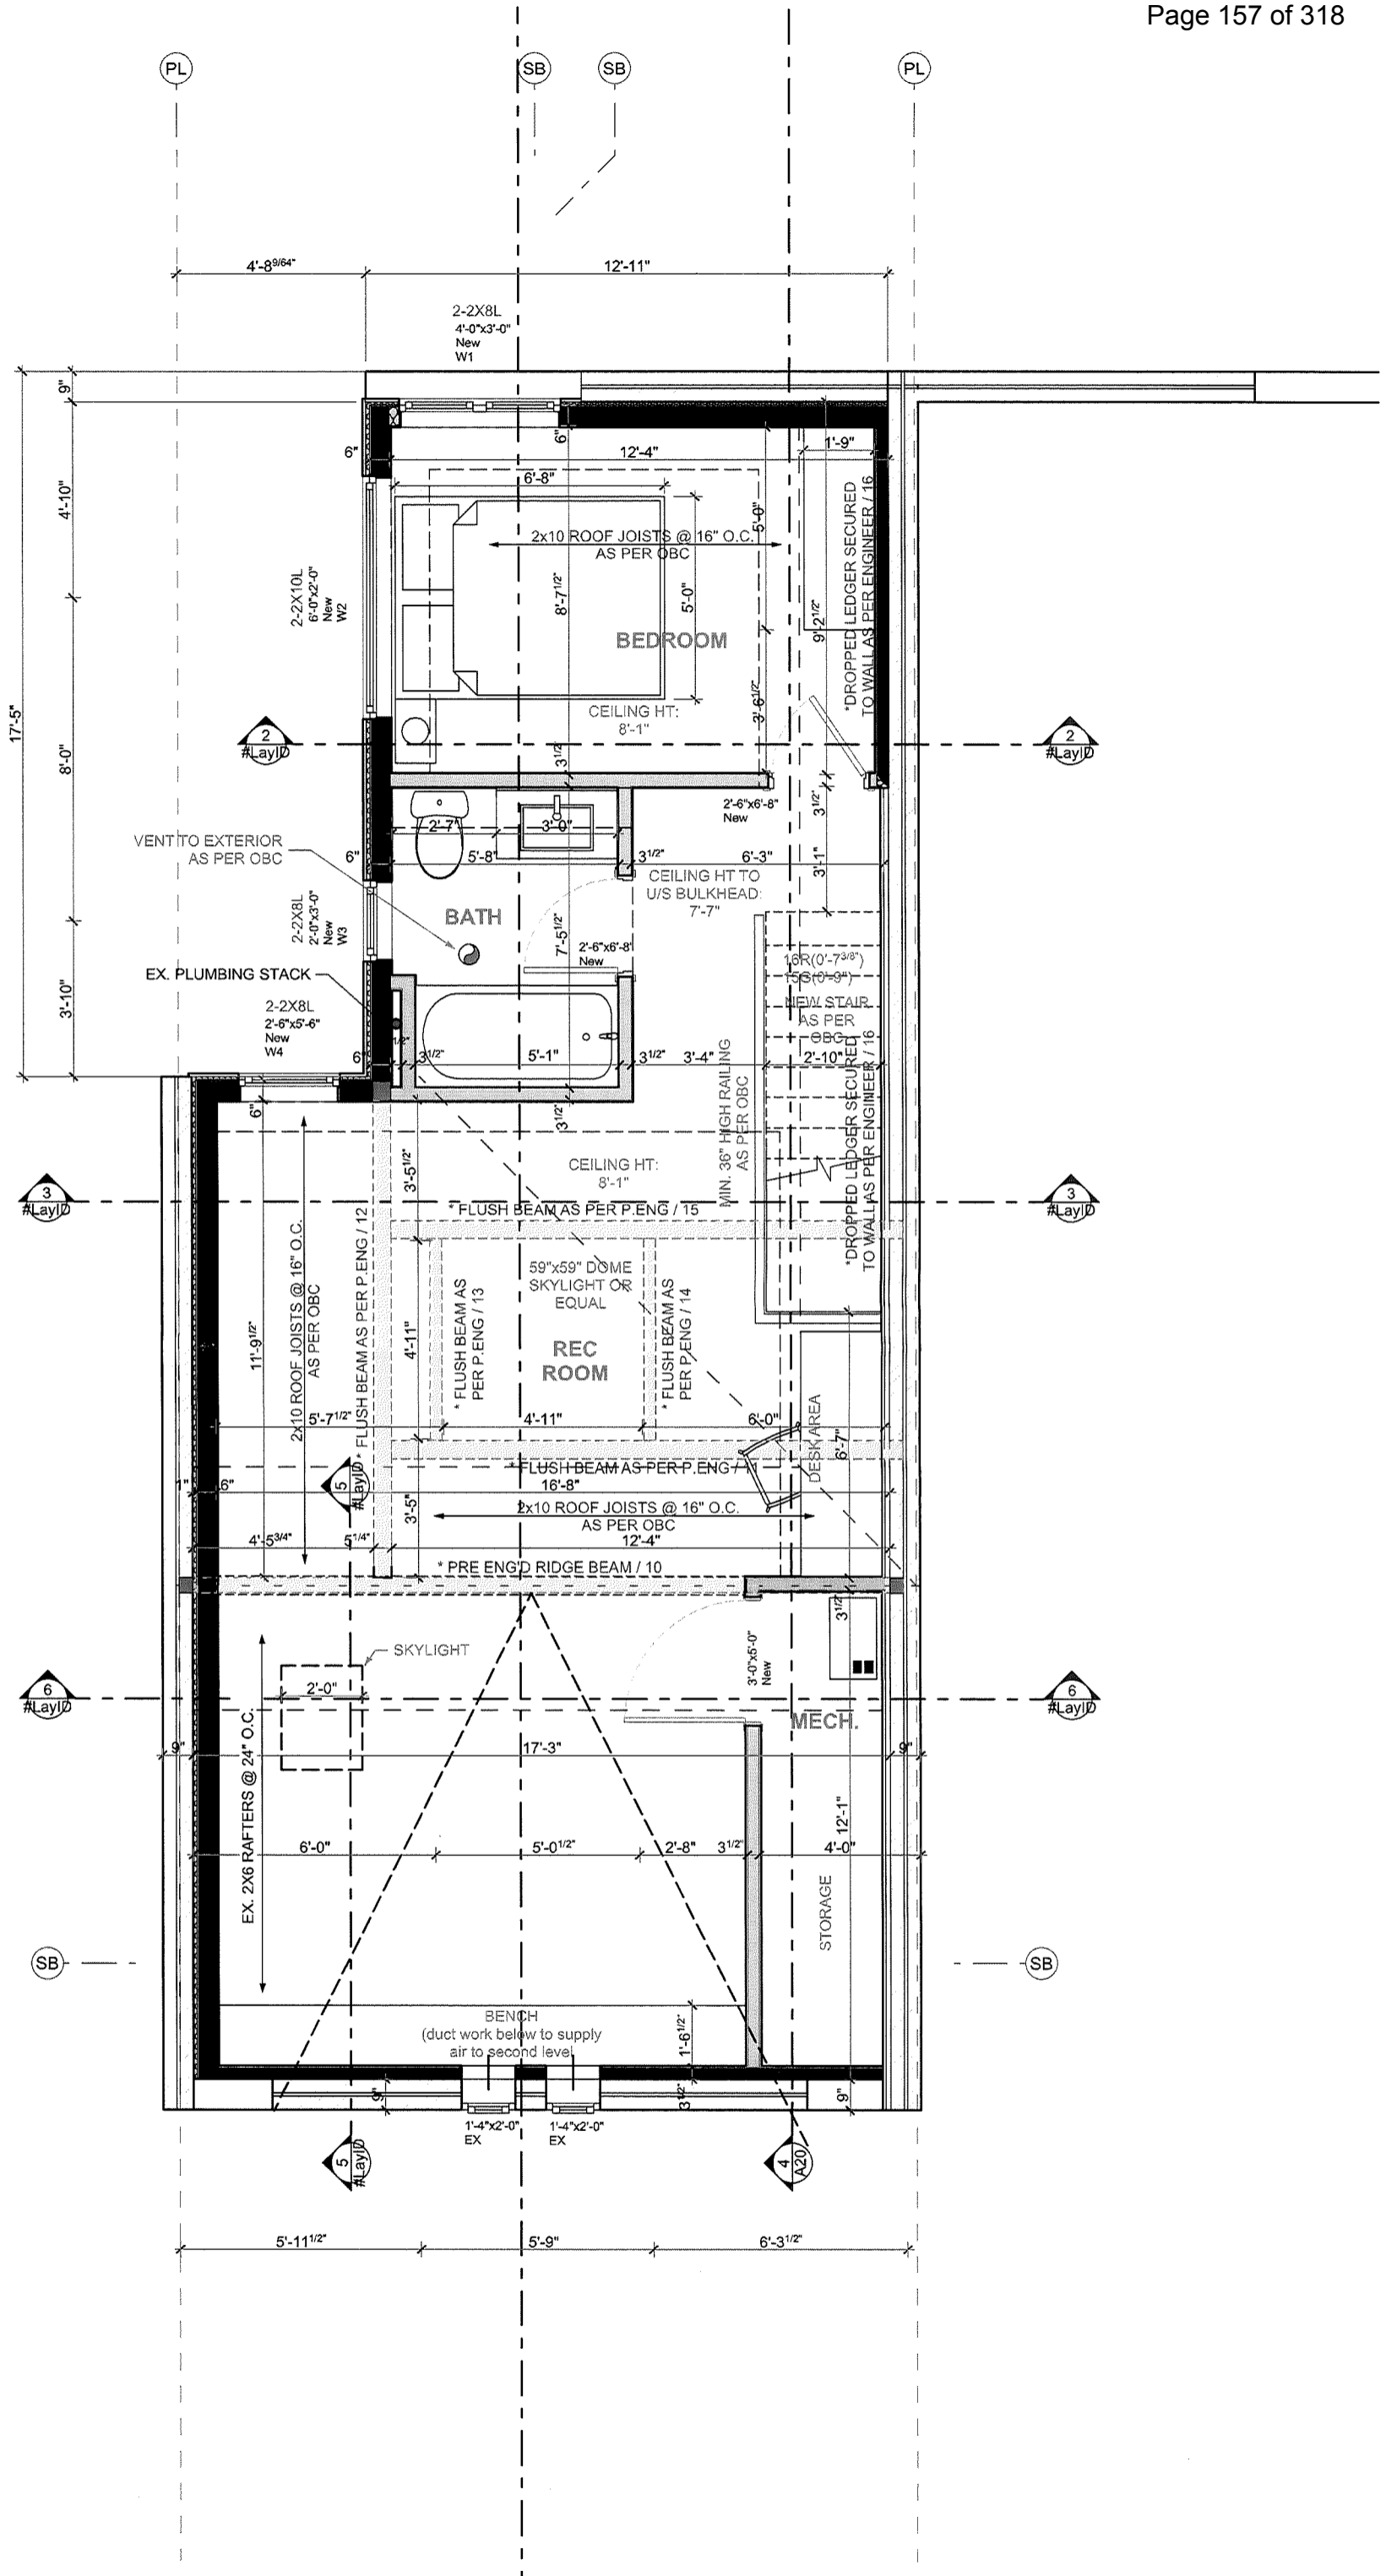 Page 157 of 318
PL
SB
SB
PL
4'-8 9/64"
12'-11"
2-2X8L
4'-0"x3'-0"
New
W1
9"
6"
6"
12'-4"
1'-9"
6'-8"
4'-10"
5'-0"
2x10 ROOF JOISTS @ 16" O.C.
AS PER OBC
*DROPPED LEDGER SECURED
TO WALL AS PER ENGINEER / 16
2-2X10L
6'-0"x2'-0"
New
W2
8'-7 1/2"
5'-0"
9'-2 1/2"
BEDROOM
17'-5"
8'-0"
3'-6 1/2"
CEILING HT:
8'-1"
2
#LayID
2
#LayID
3 1/2"
2'-6"x6'-8"
New
3 1/2"
VENT TO EXTERIOR
AS PER OBC
2'-7"
3'-0"
6"
5'-8"
3 1/2"
6'-3"
3'-1"
CEILING HT TO
U/S BULKHEAD:
7'-7"
BATH
2-2X8L
2'-0"x3'-0"
New
W3
7'-5 1/2"
2'-6"x6'-8"
New
16R(0'-7 3/8")
15G(0'-9")
NEW STAIR
AS PER
OBC
EX. PLUMBING STACK
3'-10"
2-2X8L
2'-6"x5'-6"
New
W4
6"
1/2"
3 1/2"
5'-1"
3 1/2"
3'-4"
2'-10"
MIN. 36" HIGH RAILING
AS PER OBC
*DROPPED LEDGER SECURED
TO WALL AS PER ENGINEER / 16
6"
3 1/2"
3'-5 1/2"
CEILING HT:
8'-1"
3
#LayID
3
#LayID
* FLUSH BEAM AS PER P.ENG / 15
2x10 ROOF JOISTS @ 16" O.C.
AS PER OBC
* FLUSH BEAM AS PER P.ENG / 12
59"x59" DOME
SKYLIGHT OR
EQUAL
* FLUSH BEAM AS
PER P.ENG / 13
* FLUSH BEAM AS
PER P.ENG / 14
11'-9 1/2"
4'-11"
REC
ROOM
5'-7 1/2"
4'-11"
6'-0"
DESK AREA
6'-7"
* FLUSH BEAM AS PER P.ENG / 11
1"
6"
5
#LayID
16'-8"
3'-5"
2x10 ROOF JOISTS @ 16" O.C.
AS PER OBC
4'-5 3/4"
5 1/4"
12'-4"
* PRE ENG'D RIDGE BEAM / 10
3 1/2"
SKYLIGHT
3'-0"x5'-0"
New
2'-0"
6
#LayID
6
#LayID
MECH.
9"
17'-3"
9"
EX. 2X6 RAFTERS @ 24" O.C.
12'-1"
6'-0"
5'-0 1/2"
2'-8"
3 1/2"
4'-0"
STORAGE
SB
SB
BENCH
(duct work below to supply
air to second level
1'-6 1/2"
9"
3 1/2"
9"
1'-4"x2'-0"
EX
1'-4"x2'-0"
EX
5
#LayID
4
A20
5'-11 1/2"
5'-9"
6'-3 1/2"